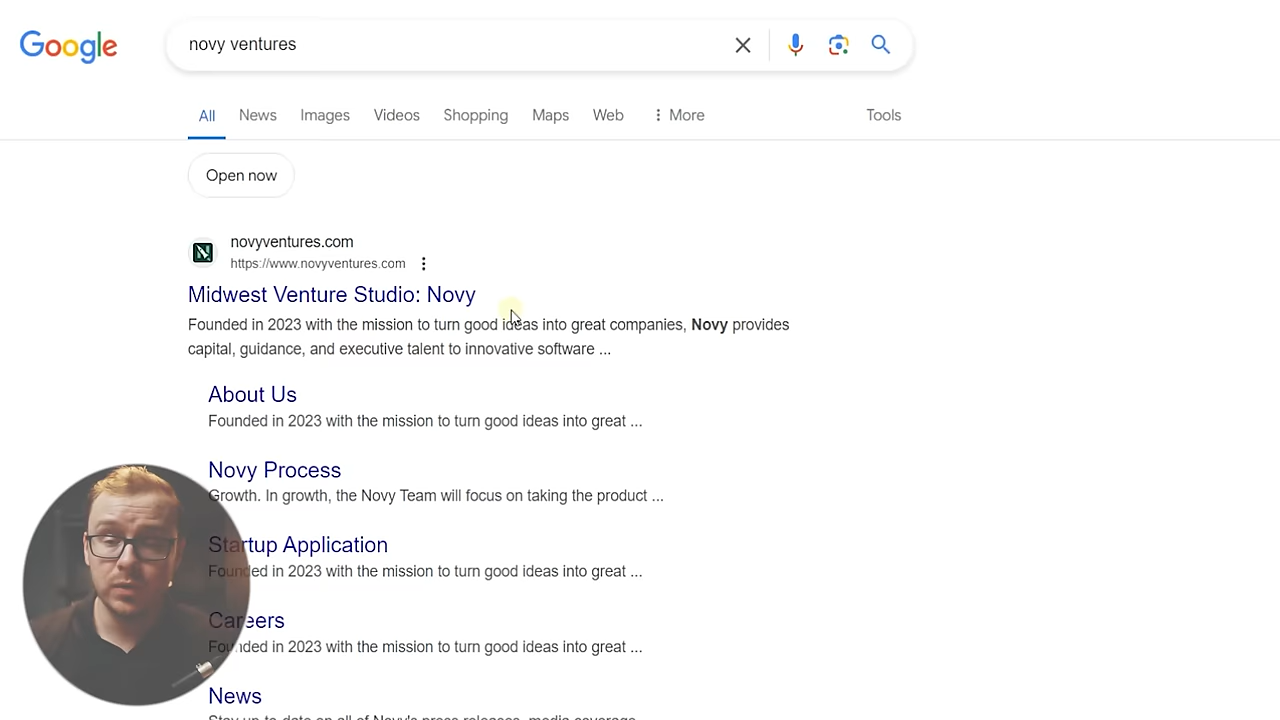 Google
novy ventures
All News Images Videos Shopping Maps Web More Tools
Open now
novyventures.com
https://www.novyventures.com
Midwest Venture Studio: Novy
Founded in 2023 with the mission to turn good ideas into great companies, Novy provides
capital, guidance, and executive talent to innovative software ...
About Us
Founded in 2023 with the mission to turn good ideas into great ...
Novy Process
Growth. In growth, the Novy Team will focus on taking the product ...
Startup Application
Founded in 2023 with the mission to turn good ideas into great ...
Careers
Founded in 2023 with the mission to turn good ideas into great ...
News
Stay up-to-date on all of Novy's press releases, media coverage